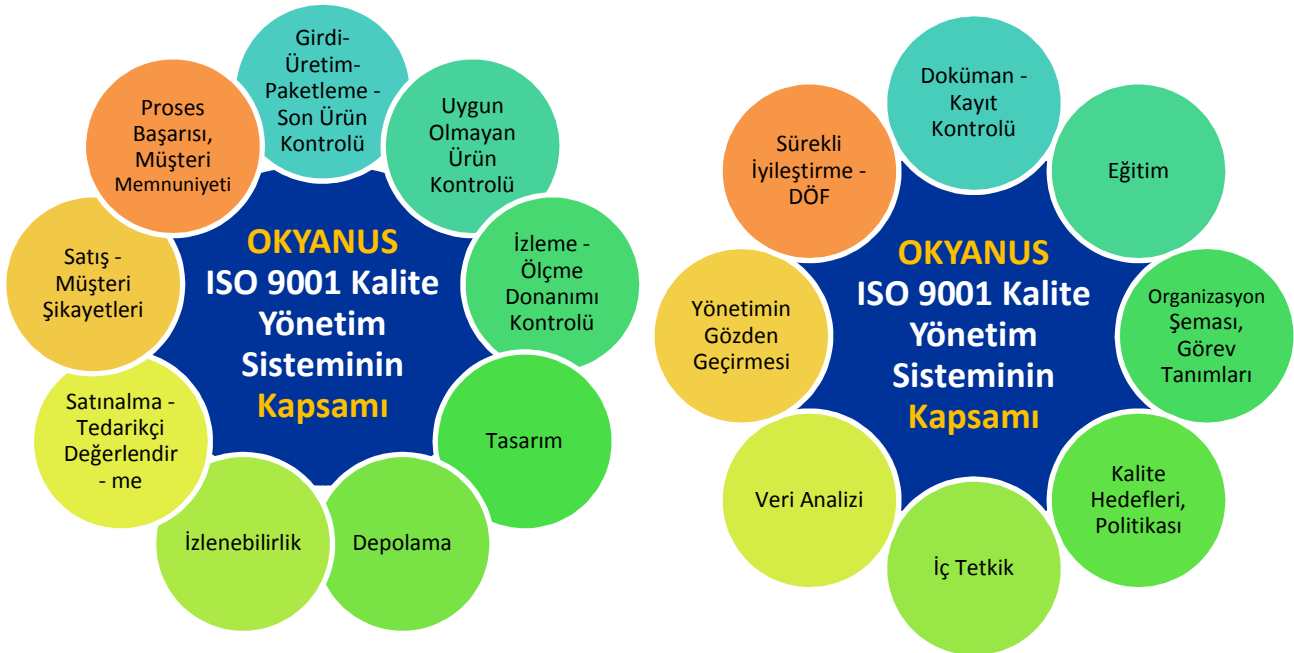 Girdi-
Üretim-
Paketleme -
Son Ürün
Kontrolü
Uygun
Olmayan
Ürün
Kontrolü
İzleme -
Ölçme
Donanımı
Kontrolü
Tasarım
Depolama
İzlenebilirlik
Satınalma -
Tedarikçi
Değerlendir
- me
Satış -
Müşteri
Şikayetleri
Proses
Başarısı,
Müşteri
Memnuniyeti
OKYANUS
ISO 9001 Kalite
Yönetim
Sisteminin
Kapsamı
Doküman -
Kayıt
Kontrolü
Eğitim
Organizasyon
Şeması,
Görev
Tanımları
Kalite
Hedefleri,
Politikası
İç Tetkik
Veri Analizi
Yönetimin
Gözden
Geçirmesi
Sürekli
İyileştirme -
DÖF
OKYANUS
ISO 9001 Kalite
Yönetim
Sisteminin
Kapsamı